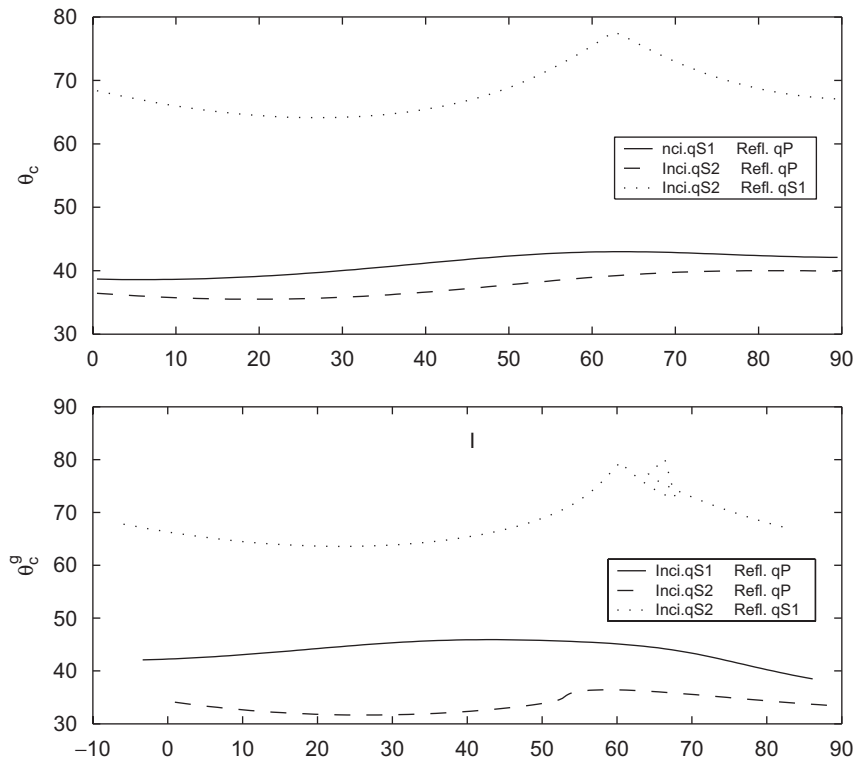 80
70
60
50
40
30
θc
nci.qS1 Refl. qP
Inci.qS2 Refl. qP
Inci.qS2 Refl. qS1
0 10 20 30 40 50 60 70 80 90
90
80
70
60
50
40
30
θcg
I
Inci.qS1 Refl. qP
Inci.qS2 Refl. qP
Inci.qS2 Refl. qS1
−10 0 10 20 30 40 50 60 70 80 90